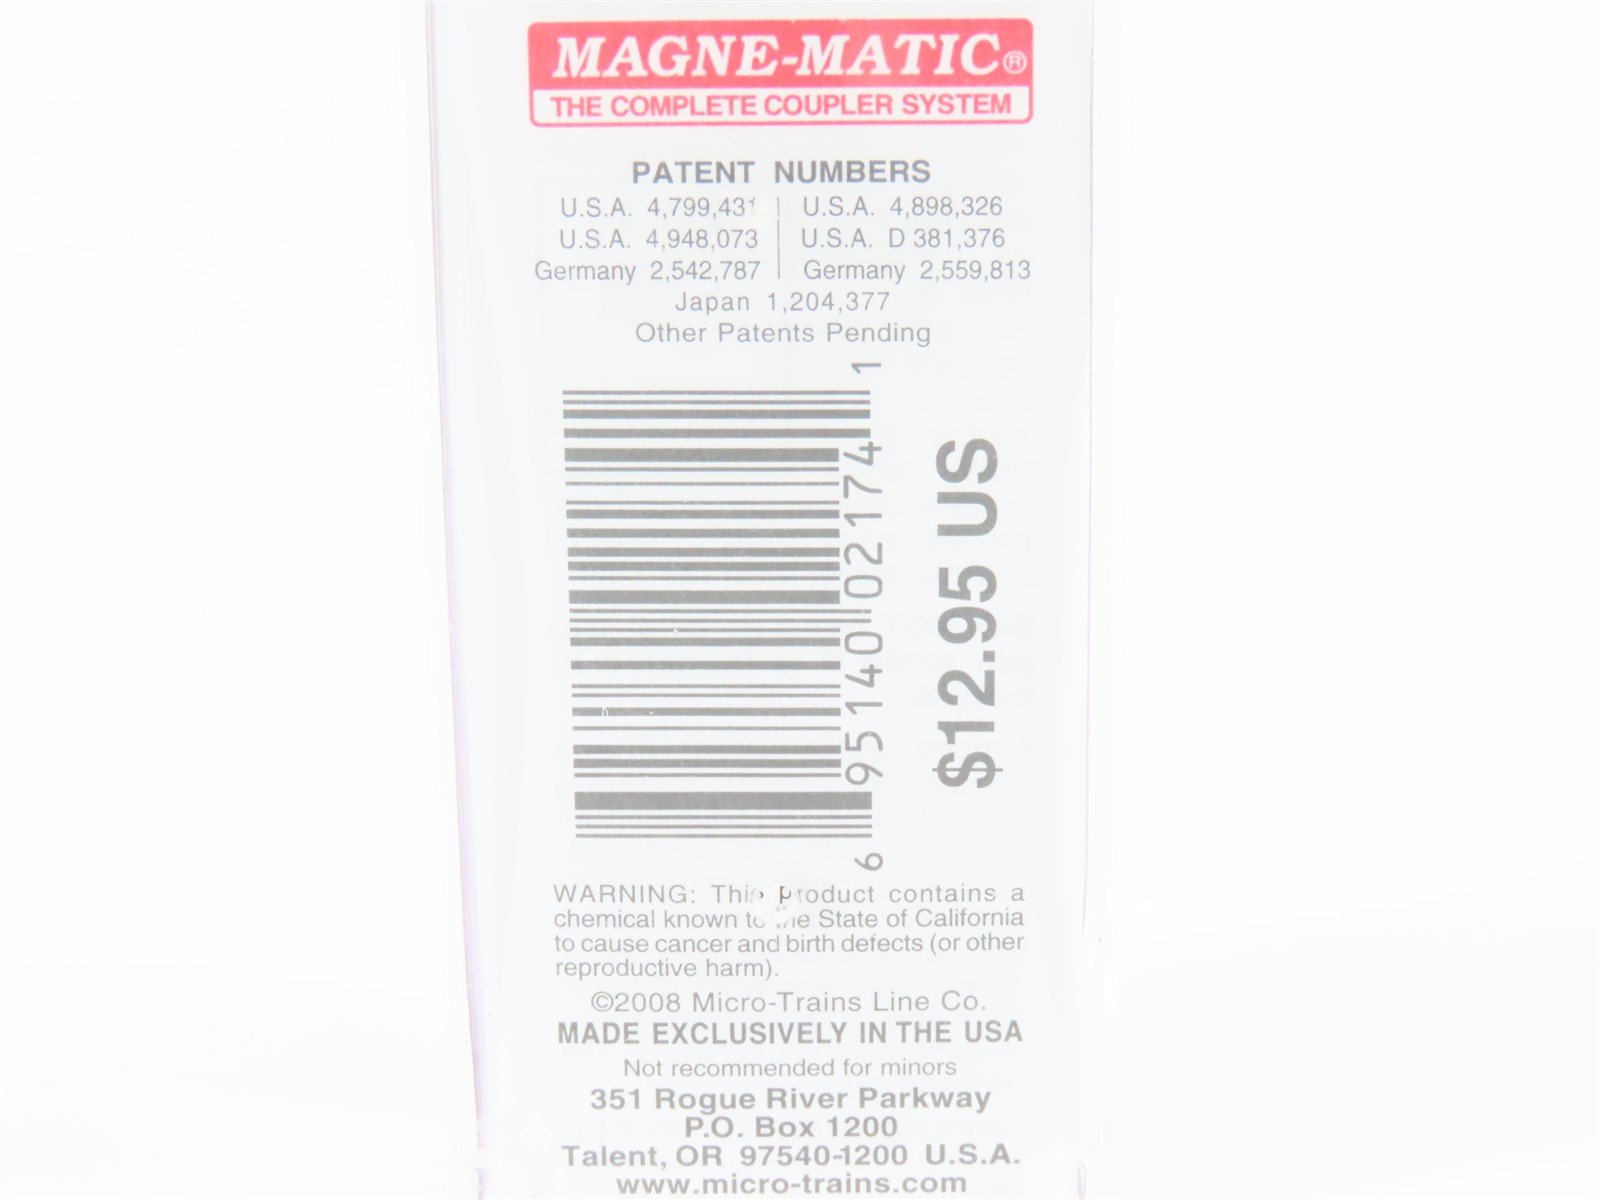 MAGNE-MATIC®
THE COMPLETE COUPLER SYSTEM
PATENT NUMBERS
U.S.A. 4,799,431 | U.S.A. 4,898,326
U.S.A. 4,948,073 | U.S.A. D 381,376
Germany 2,542,787 | Germany 2,559,813
Japan 1,204,377
Other Patents Pending
6 95140 02174 1
$12.95 US
WARNING: This product contains a
chemical known to the State of California
to cause cancer and birth defects (or other
reproductive harm).
©2008 Micro-Trains Line Co.
MADE EXCLUSIVELY IN THE USA
Not recommended for minors
351 Rogue River Parkway
P.O. Box 1200
Talent, OR 97540-1200 U.S.A.
www.micro-trains.com